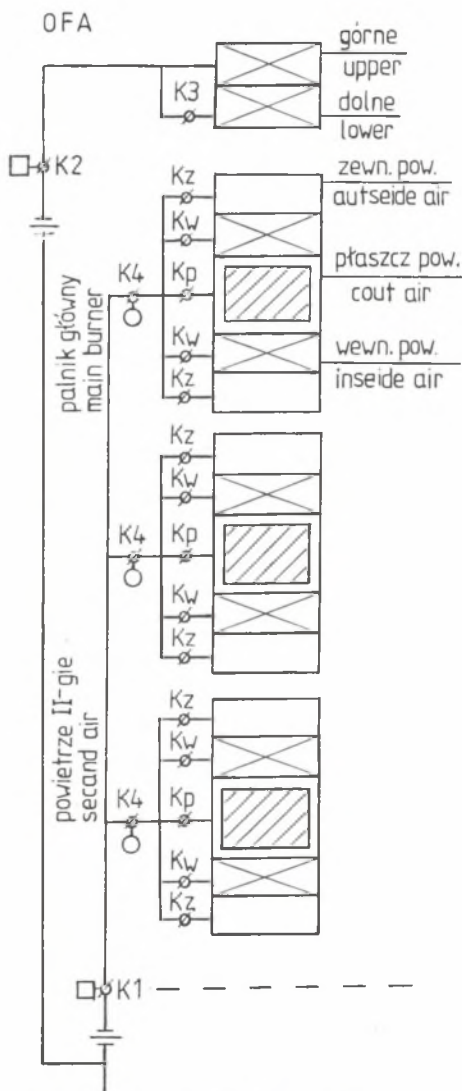 OFA
górne
upper
K3
dolne
lower
K2
Kz
zewn. pow.
autseide air
Kw
K4
Kp
płaszcz pow.
cout air
Kw
wewn. pow.
Kz
inseide air
palnik główny
main burner
Kz
Kw
K4
Kp
Kw
Kz
powietrze II-gie
secand air
Kz
Kw
K4
Kp
Kw
Kz
K1